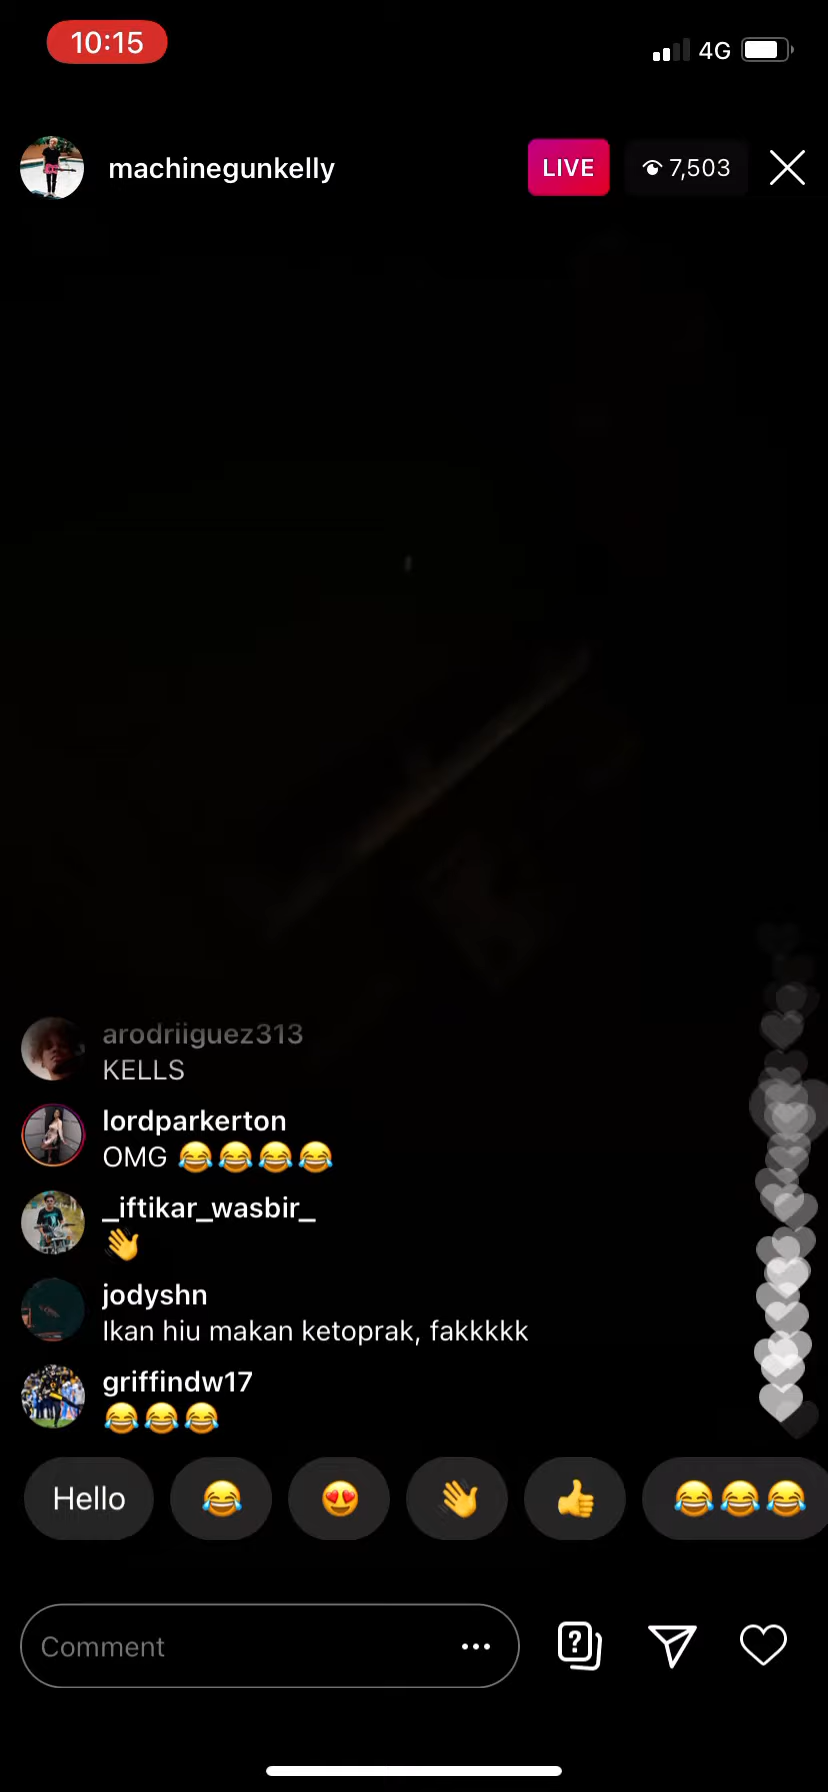 10:15
4G
machinegunkelly
LIVE
7,503
arodriiguez313
KELLS
lordparkerton
OMG 😂😂😂😂
_iftikar_wasbir_
👋
jodyshn
Ikan hiu makan ketoprak, fakkkkk
griffindw17
😂😂😂
Hello 😂 😍 👋 👍 😂😂😂
Comment